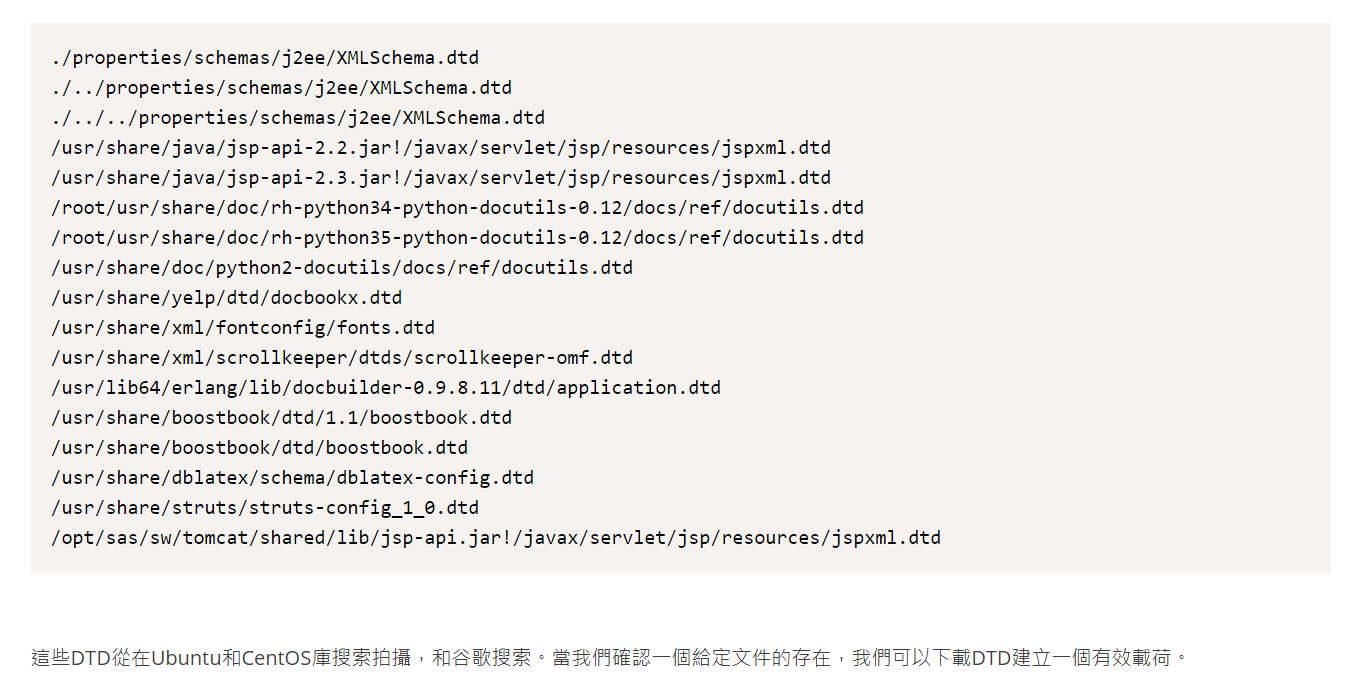 ./properties/schemas/j2ee/XMLSchema.dtd
./../properties/schemas/j2ee/XMLSchema.dtd
./../../properties/schemas/j2ee/XMLSchema.dtd
/usr/share/java/jsp-api-2.2.jar!/javax/servlet/jsp/resources/jspxml.dtd
/usr/share/java/jsp-api-2.3.jar!/javax/servlet/jsp/resources/jspxml.dtd
/root/usr/share/doc/rh-python34-python-docutils-0.12/docs/ref/docutils.dtd
/root/usr/share/doc/rh-python35-python-docutils-0.12/docs/ref/docutils.dtd
/usr/share/doc/python2-docutils/docs/ref/docutils.dtd
/usr/share/yelp/dtd/docbookx.dtd
/usr/share/xml/fontconfig/fonts.dtd
/usr/share/xml/scrollkeeper/dtds/scrollkeeper-omf.dtd
/usr/lib64/erlang/lib/docbuilder-0.9.8.11/dtd/application.dtd
/usr/share/boostbook/dtd/1.1/boostbook.dtd
/usr/share/boostbook/dtd/boostbook.dtd
/usr/share/dblatex/schema/dblatex-config.dtd
/usr/share/struts/struts-config_1_0.dtd
/opt/sas/sw/tomcat/shared/lib/jsp-api.jar!/javax/servlet/jsp/resources/jspxml.dtd
這些DTD從在Ubuntu和CentOS庫搜索拍攝，和谷歌搜索。當我們確認一個給定文件的存在，我們可以下載DTD建立一個有效載荷。